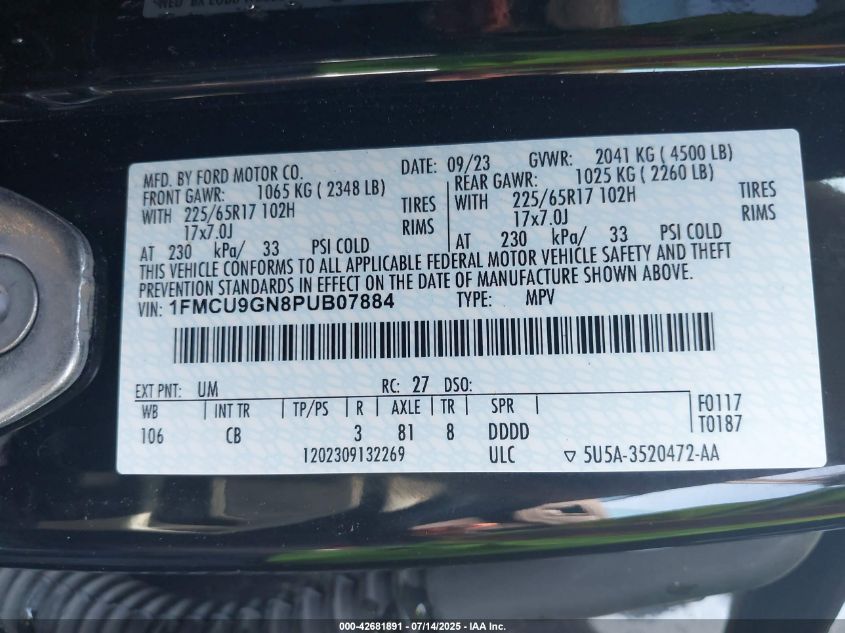 MFD. BY FORD MOTOR CO. DATE: 09/23 GVWR: 2041 KG ( 4500 LB)
FRONT GAWR: 1065 KG ( 2348 LB) REAR GAWR: 1025 KG ( 2260 LB)
WITH 225/65R17 102H TIRES WITH 225/65R17 102H TIRES
17x7.0J RIMS 17x7.0J RIMS
AT 230 kPa/ 33 PSI COLD AT 230 kPa/ 33 PSI COLD
THIS VEHICLE CONFORMS TO ALL APPLICABLE FEDERAL MOTOR VEHICLE SAFETY AND THEFT
PREVENTION STANDARDS IN EFFECT ON THE DATE OF MANUFACTURE SHOWN ABOVE.
VIN: 1FMCU9GN8PUB07884 TYPE: MPV
EXT PNT: UM RC: 27 DSO:
WB INT TR TP/PS R AXLE TR SPR F0117
106 CB 3 81 8 DDDD T0187
1202309132269 ULC ▽ 5U5A-3520472-AA
000-42681891 - 07/14/2025 - IAA Inc.